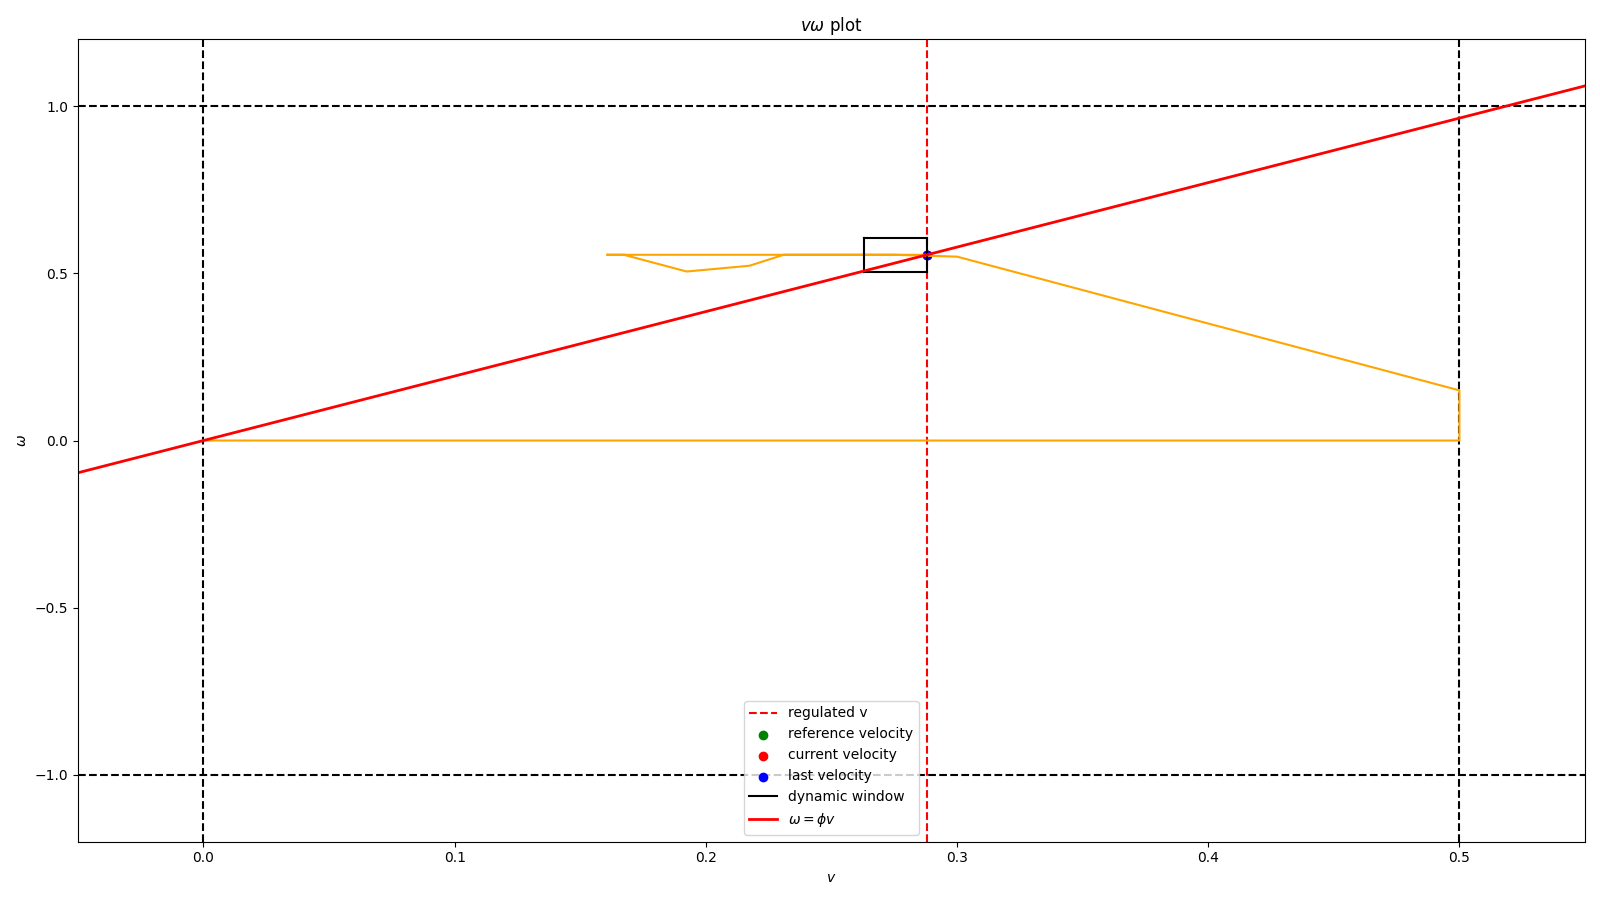 vω plot
ω
1.0
0.5
0.0
−0.5
−1.0
regulated v
reference velocity
current velocity
last velocity
dynamic window
ω = ϕv
0.0 0.1 0.2 0.3 0.4 0.5
v